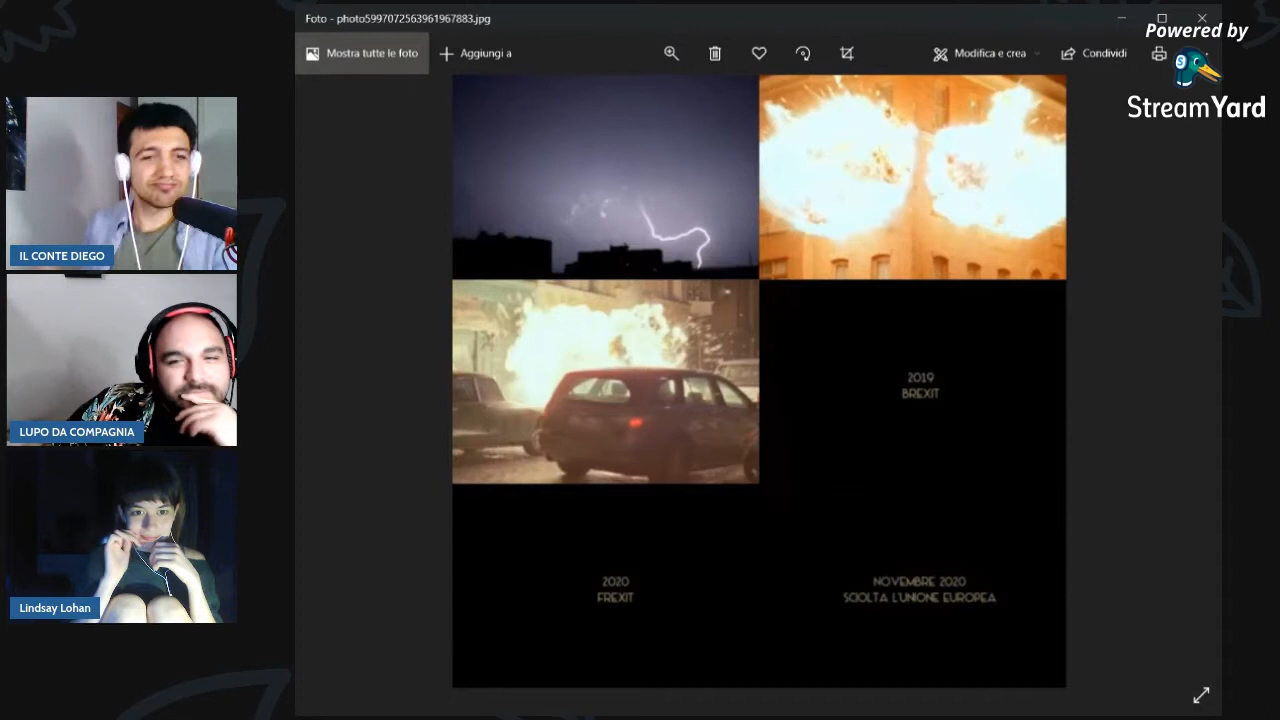 Foto - photo5997072563961967883.jpg
Mostra tutte le foto
Aggiungi a
Modifica e crea
Condividi
Powered by
StreamYard
IL CONTE DIEGO
LUPO DA COMPAGNIA
Lindsay Lohan
2019
BREXIT
2020
FREXIT
NOVEMBRE 2020
SCIOLTA L'UNIONE EUROPEA